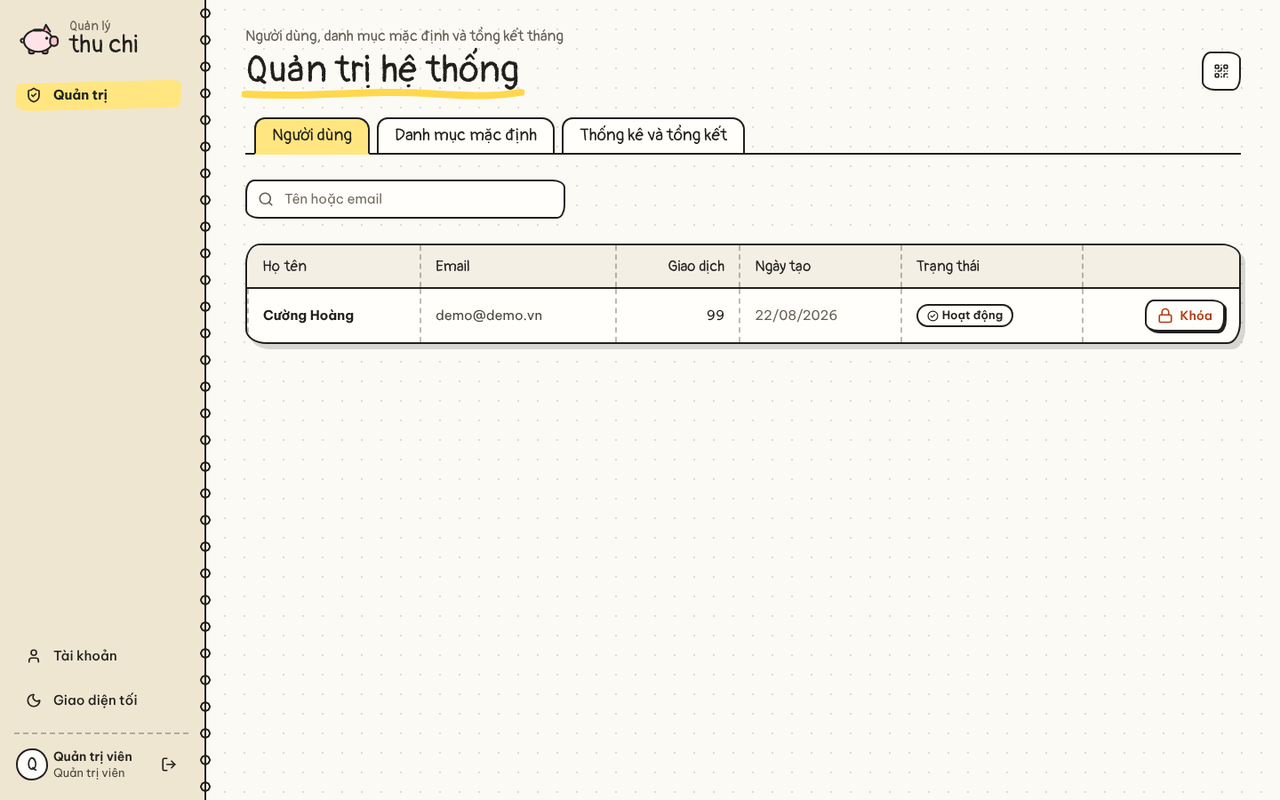 Quản lý
thu chi
Quản trị
Tài khoản
Giao diện tối
Q
Quản trị viên
Quản trị viên
Người dùng, danh mục mặc định và tổng kết tháng
Quản trị hệ thống
Người dùng
Danh mục mặc định
Thống kê và tổng kết
Tên hoặc email
Họ tên Email Giao dịch Ngày tạo Trạng thái
Cường Hoàng demo@demo.vn 99 22/08/2026 Hoạt động Khóa